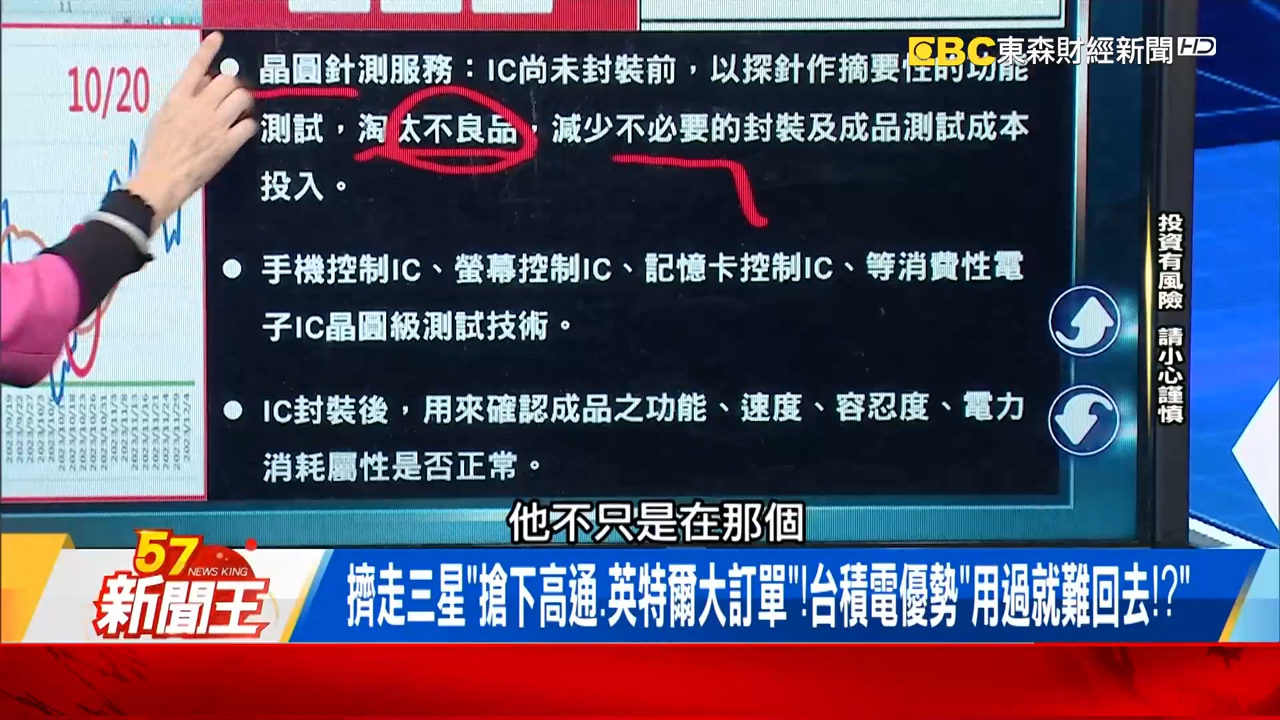 11
EBC 東森財經新聞 HD
10/20
晶圓針測服務：IC尚未封裝前，以探針作摘要性的功能
測試，淘汰不良品，減少不必要的封裝及成品測試成本
投入。
手機控制IC、螢幕控制IC、記憶卡控制IC、等消費性電
子IC晶圓級測試技術。
IC封裝後，用來確認成品之功能、速度、容忍度、電力
消耗屬性是否正常。
投資有風險 請小心謹慎
他不只是在那個
57
NEWS KING
新聞王
擠走三星"搶下高通.英特爾大訂單"!台積電優勢"用過就難回去!?"